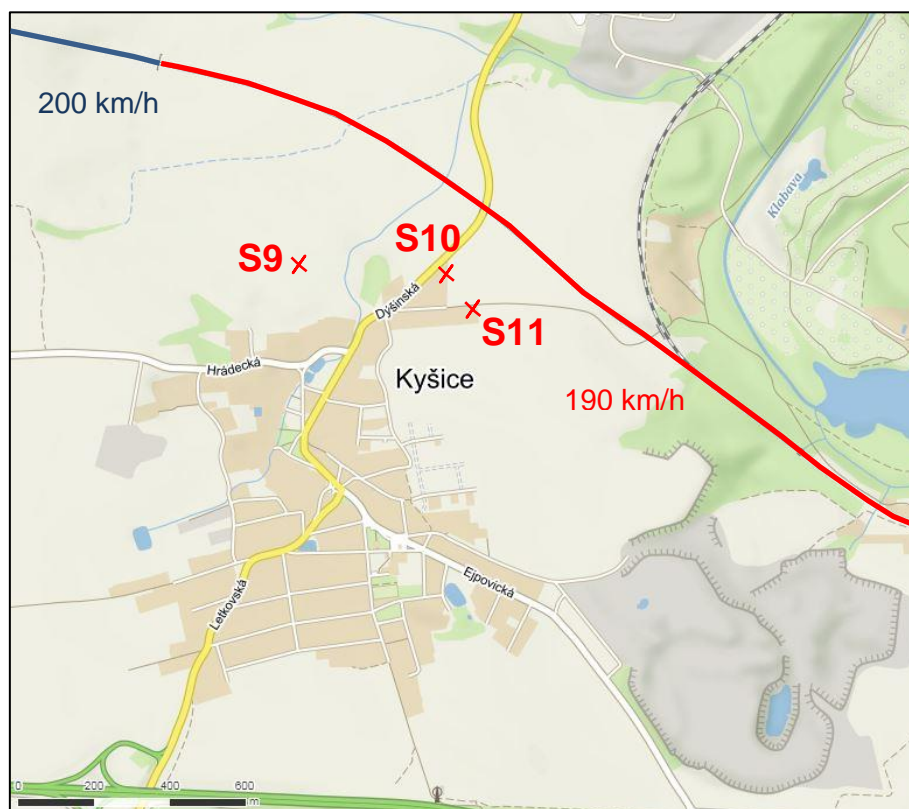 200 km/h
Klabava
S10
S9
Dýšinská
S11
Hrádecká
Kyšice
190 km/h
Ejpovická
Letkovská
0 200 400 600
m